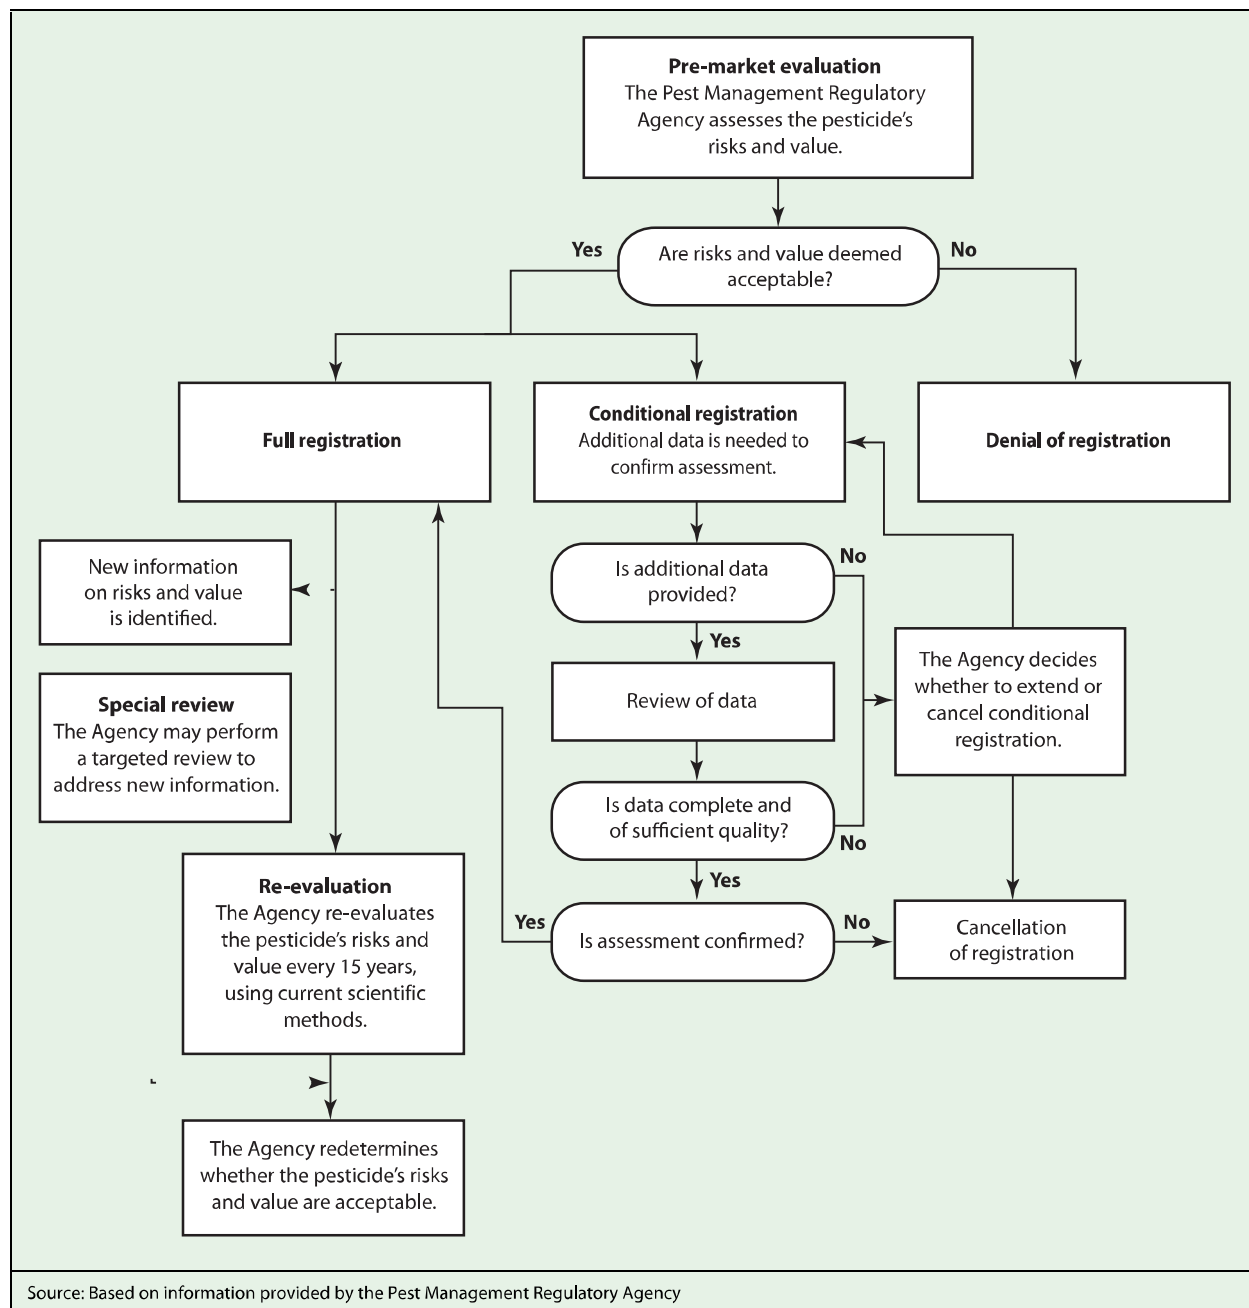 Pre-market evaluation
The Pest Management Regulatory
Agency assesses the pesticide's
risks and value.
Yes
Are risks and value deemed
acceptable?
No
Full registration
Conditional registration
Additional data is needed to
confirm assessment.
Denial of registration
New information
on risks and value
is identified.
Is additional data
provided?
No
Yes
Special review
The Agency may perform
a targeted review to
address new information.
Review of data
The Agency decides
whether to extend or
cancel conditional
registration.
Is data complete and
of sufficient quality?
No
Yes
Re-evaluation
The Agency re-evaluates
the pesticide's risks and
value every 15 years,
using current scientific
methods.
Yes
Is assessment confirmed?
No
Cancellation
of registration
The Agency redetermines
whether the pesticide's risks
and value are acceptable.
Source: Based on information provided by the Pest Management Regulatory Agency